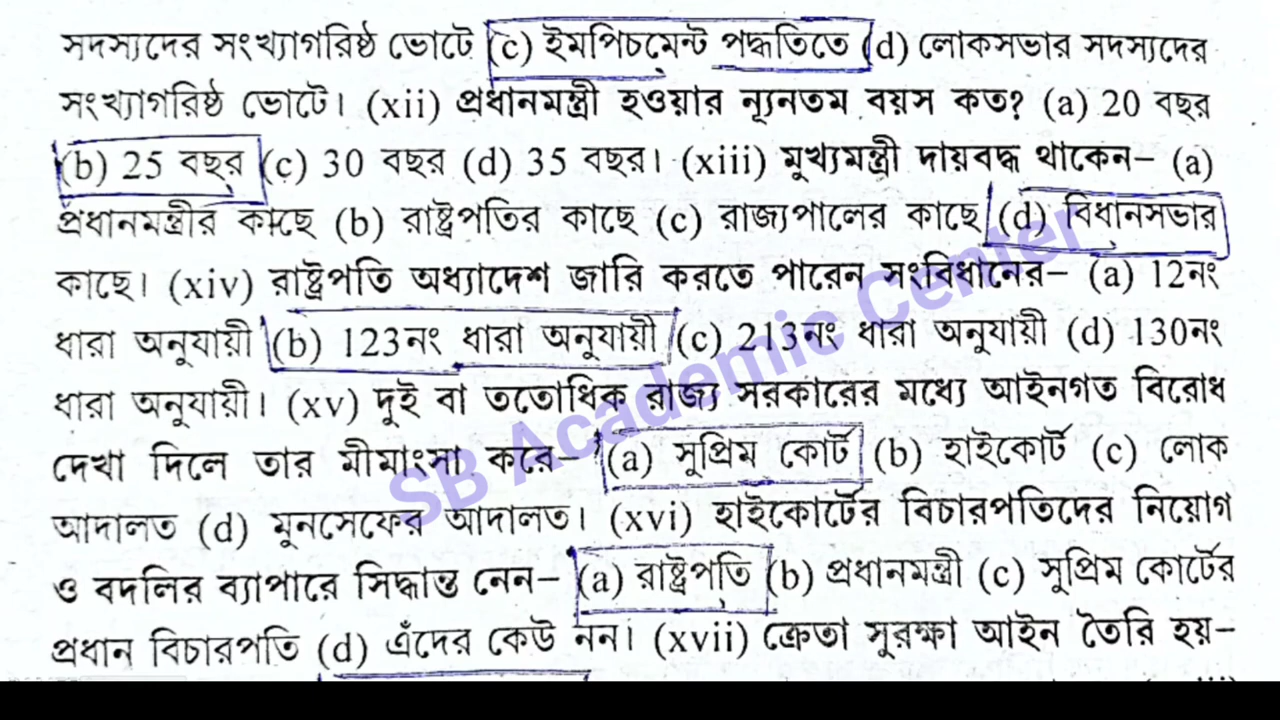 সদস্যদের সংখ্যাগরিষ্ঠ ভোটে (c) ইমপিচমেন্ট পদ্ধতিতে (d) লোকসভার সদস্যদের
সংখ্যাগরিষ্ঠ ভোটে। (xii) প্রধানমন্ত্রী হওয়ার ন্যূনতম বয়স কত? (a) 20 বছর
(b) 25 বছর (c) 30 বছর (d) 35 বছর। (xiii) মুখ্যমন্ত্রী দায়বদ্ধ থাকেন– (a)
প্রধানমন্ত্রীর কাছে (b) রাষ্ট্রপতির কাছে (c) রাজ্যপালের কাছে (d) বিধানসভার
কাছে। (xiv) রাষ্ট্রপতি অধ্যাদেশ জারি করতে পারেন সংবিধানের– (a) 12নং
ধারা অনুযায়ী (b) 123নং ধারা অনুযায়ী (c) 213নং ধারা অনুযায়ী (d) 130নং
ধারা অনুযায়ী। (xv) দুই বা ততোধিক রাজ্য সরকারের মধ্যে আইনগত বিরোধ
দেখা দিলে তার মীমাংসা করে– (a) সুপ্রিম কোর্ট (b) হাইকোর্ট (c) লোক
আদালত (d) মুনসেফের আদালত। (xvi) হাইকোর্টের বিচারপতিদের নিয়োগ
ও বদলির ব্যাপারে সিদ্ধান্ত নেন– (a) রাষ্ট্রপতি (b) প্রধানমন্ত্রী (c) সুপ্রিম কোর্টের
প্রধান বিচারপতি (d) এঁদের কেউ নন। (xvii) ক্রেতা সুরক্ষা আইন তৈরি হয়–
SB Academic Center